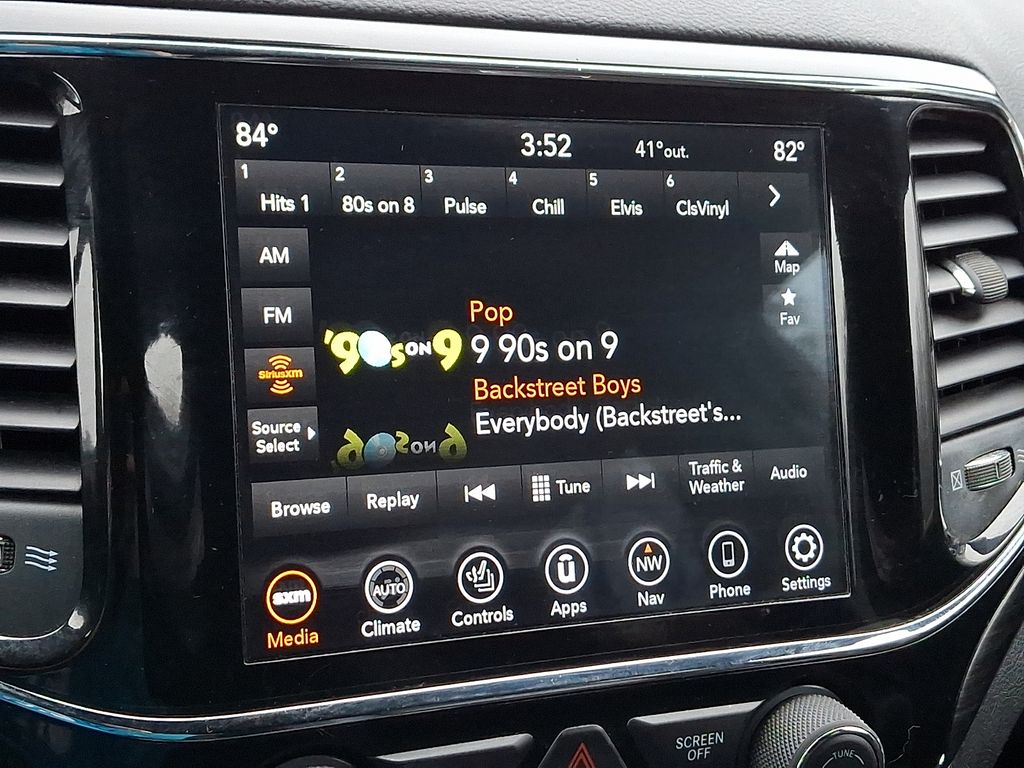 84° 3:52 41°out. 82°
1 2 3 4 5 6
Hits 1 80s on 8 Pulse Chill Elvis ClsVinyl
AM
Map
FM
Fav
Pop
'90s ON 9
9 90s on 9
SiriusXM
Backstreet Boys
Everybody (Backstreet's...
Source
Select
Browse Replay Tune Traffic &
Weather Audio
sxm AUTO NW
Media Climate Controls Apps Nav Phone Settings
SCREEN
OFF
TUNE